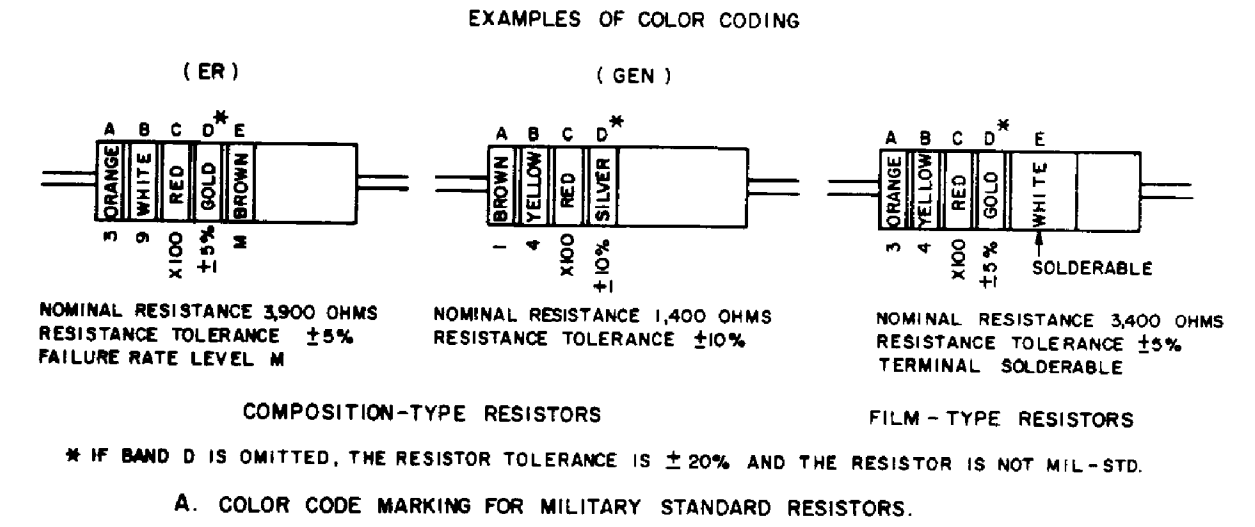 EXAMPLES OF COLOR CODING
(ER)
A B C D* E
ORANGE WHITE RED GOLD BROWN
3 9 X100 ±5% M
NOMINAL RESISTANCE 3,900 OHMS
RESISTANCE TOLERANCE ±5%
FAILURE RATE LEVEL M
(GEN)
A B C D*
BROWN YELLOW RED SILVER
1 4 X100 ±10%
NOMINAL RESISTANCE 1,400 OHMS
RESISTANCE TOLERANCE ±10%
COMPOSITION-TYPE RESISTORS
A B C D* E
ORANGE YELLOW RED GOLD WHITE
3 4 X100 ±5% SOLDERABLE
NOMINAL RESISTANCE 3,400 OHMS
RESISTANCE TOLERANCE ±5%
TERMINAL SOLDERABLE
FILM - TYPE RESISTORS
* IF BAND D IS OMITTED, THE RESISTOR TOLERANCE IS ± 20% AND THE RESISTOR IS NOT MIL-STD.
A. COLOR CODE MARKING FOR MILITARY STANDARD RESISTORS.